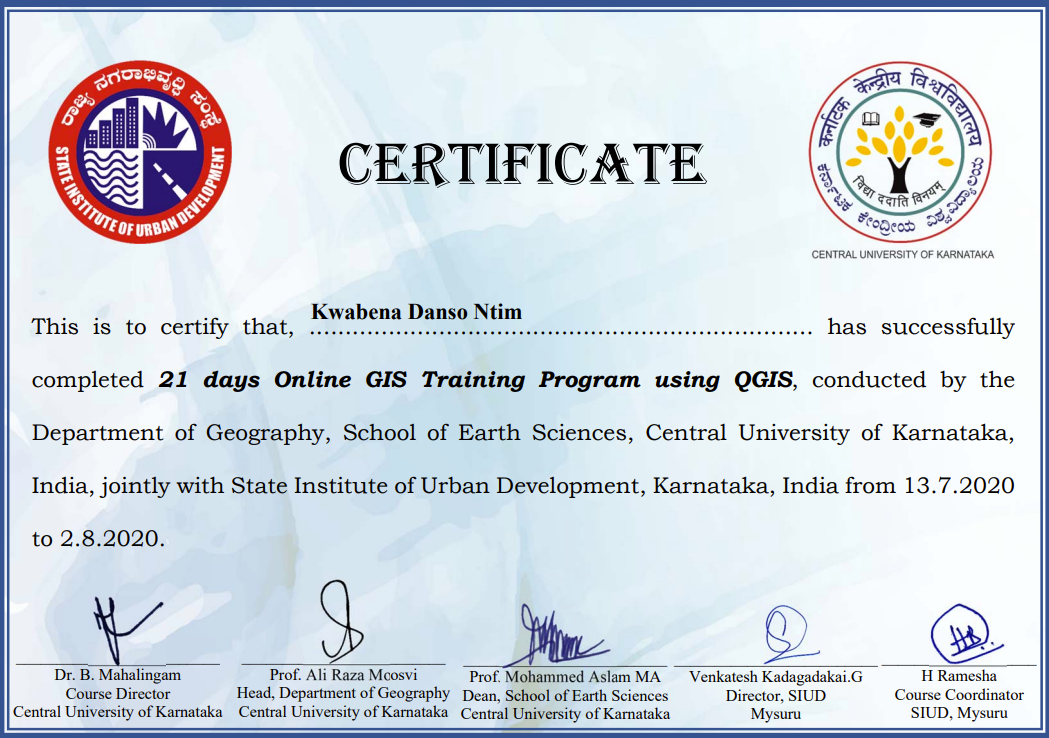 ರಾಜ್ಯ ನಗರಾಭಿವೃದ್ಧಿ ಸಂಸ್ಥೆ
STATE INSTITUTE OF URBAN DEVELOPMENT
CERTIFICATE
कर्नाटक केन्द्रीय विश्वविद्यालय
विद्या ददाति विनयम्
ಕರ್ನಾಟಕ ಕೇಂದ್ರೀಯ ವಿಶ್ವವಿದ್ಯಾಲಯ
CENTRAL UNIVERSITY OF KARNATAKA
This is to certify that, Kwabena Danso Ntim has successfully
completed 21 days Online GIS Training Program using QGIS, conducted by the
Department of Geography, School of Earth Sciences, Central University of Karnataka,
India, jointly with State Institute of Urban Development, Karnataka, India from 13.7.2020
to 2.8.2020.
Dr. B. Mahalingam
Course Director
Central University of Karnataka
Prof. Ali Raza Moosvi
Head, Department of Geography
Central University of Karnataka
Prof. Mohammed Aslam MA
Dean, School of Earth Sciences
Central University of Karnataka
Venkatesh Kadagadakai.G
Director, SIUD
Mysuru
H Ramesha
Course Coordinator
SIUD, Mysuru